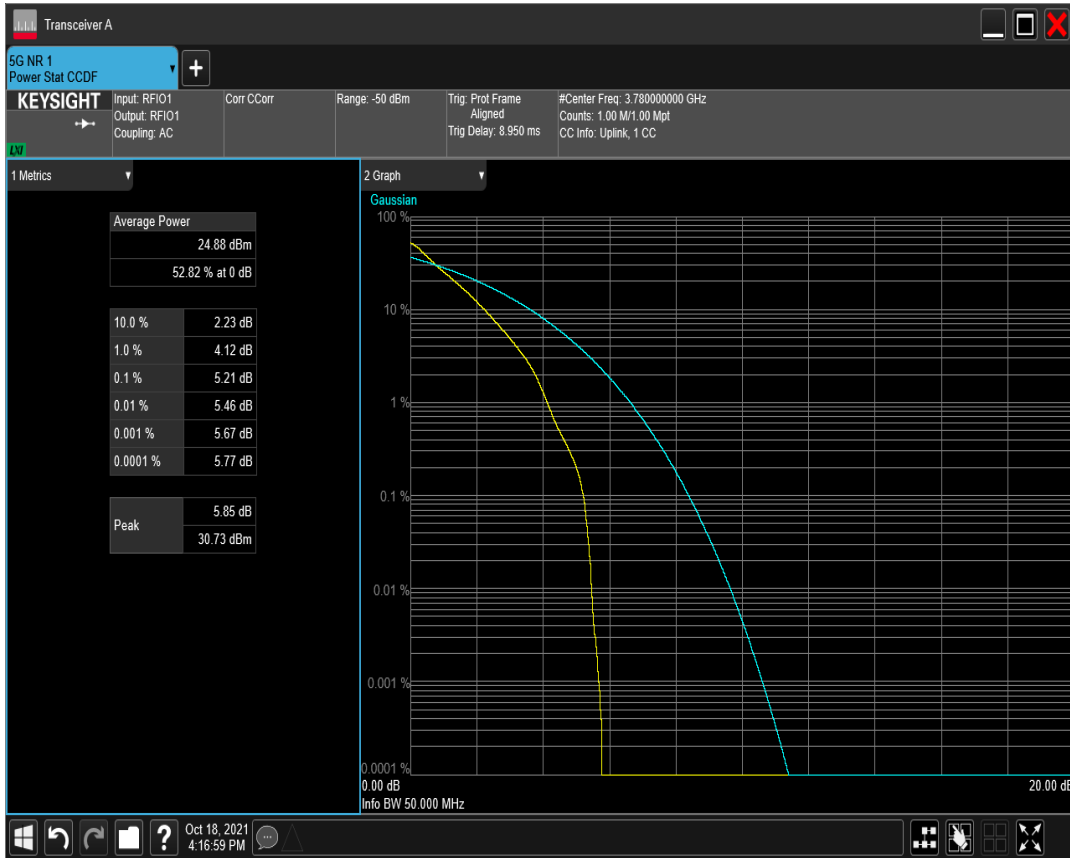 Transceiver A
5G NR 1
Power Stat CCDF
KEYSIGHT
LXI
Input: RFIO1
Output: RFIO1
Coupling: AC
Corr CCorr
Range: -50 dBm
Trig: Prot Frame
Aligned
Trig Delay: 8.950 ms
#Center Freq: 3.780000000 GHz
Counts: 1.00 M/1.00 Mpt
CC Info: Uplink, 1 CC
1 Metrics
Average Power
24.88 dBm
52.82 % at 0 dB
10.0 % 2.23 dB
1.0 % 4.12 dB
0.1 % 5.21 dB
0.01 % 5.46 dB
0.001 % 5.67 dB
0.0001 % 5.77 dB
Peak
5.85 dB
30.73 dBm
2 Graph
Gaussian
100 %
10 %
1 %
0.1 %
0.01 %
0.001 %
0.0001 %
0.00 dB
20.00 dB
Info BW 50.000 MHz
?
Oct 18, 2021
4:16:59 PM